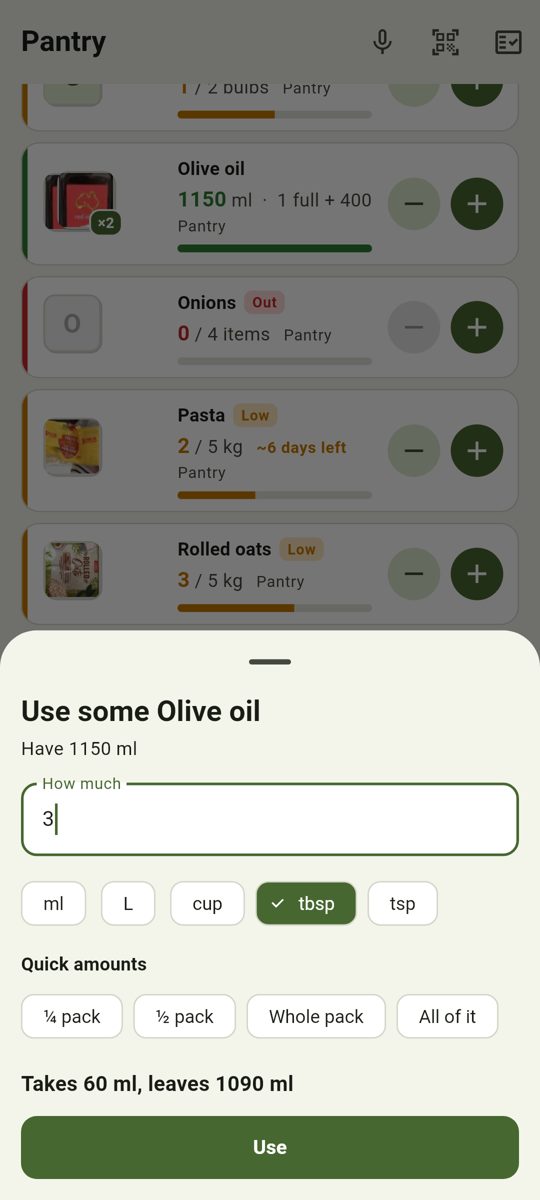 Pantry
1 / 2 bulbs Pantry
Olive oil
1150 ml · 1 full + 400
Pantry
×2
Onions Out
O
0 / 4 items Pantry
Pasta Low
2 / 5 kg ~6 days left
Pantry
Rolled oats Low
3 / 5 kg Pantry
Use some Olive oil
Have 1150 ml
How much
3
ml L cup tbsp tsp
Quick amounts
¼ pack ½ pack Whole pack All of it
Takes 60 ml, leaves 1090 ml
Use